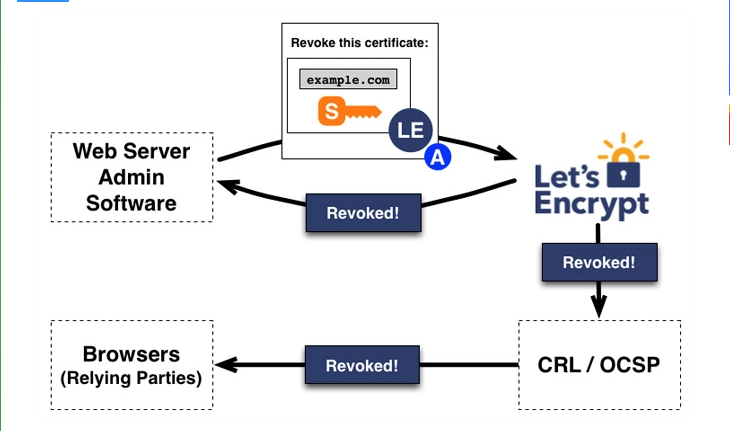 Revoke this certificate:
example.com
S
LE
A
Web Server
Admin
Software
Let's
Encrypt
Revoked!
Revoked!
Browsers
(Relying Parties)
Revoked!
CRL / OCSP